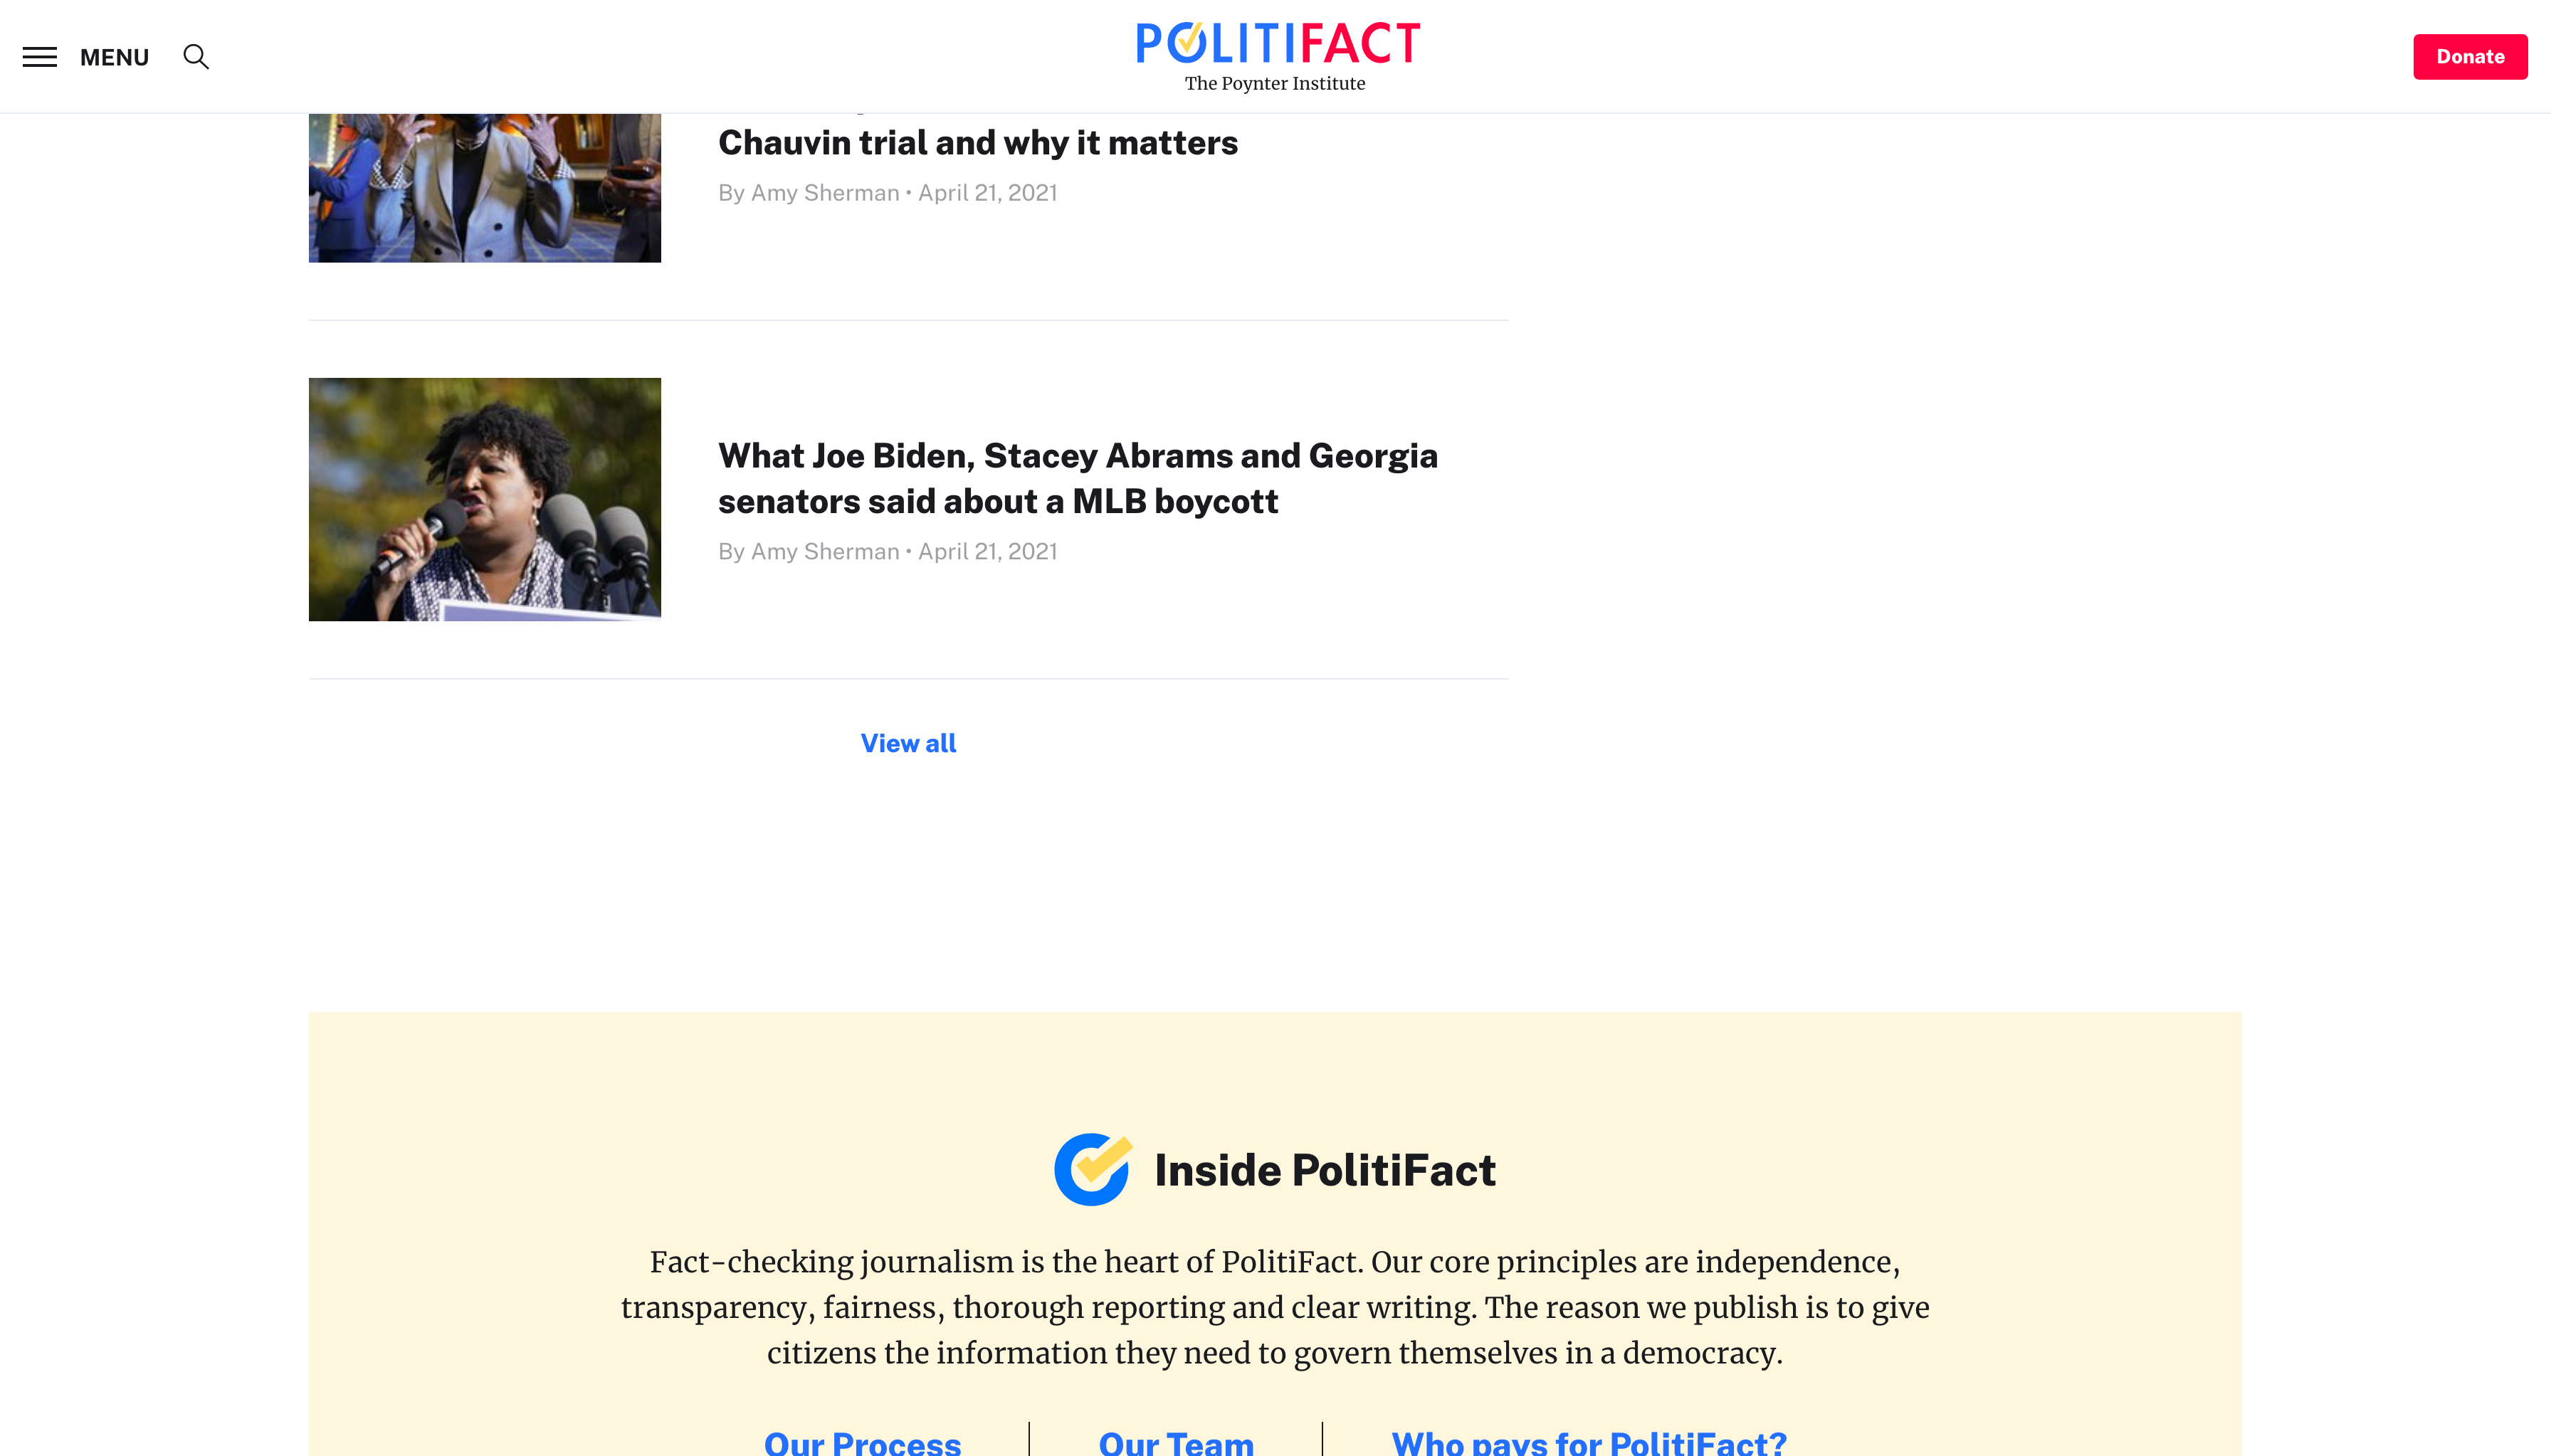 MENU
POLITIFACT
The Poynter Institute
Donate
Chauvin trial and why it matters
By Amy Sherman • April 21, 2021
What Joe Biden, Stacey Abrams and Georgia
senators said about a MLB boycott
By Amy Sherman • April 21, 2021
View all
Inside PolitiFact
Fact-checking journalism is the heart of PolitiFact. Our core principles are independence,
transparency, fairness, thorough reporting and clear writing. The reason we publish is to give
citizens the information they need to govern themselves in a democracy.
Our Process
Our Team
Who pays for PolitiFact?